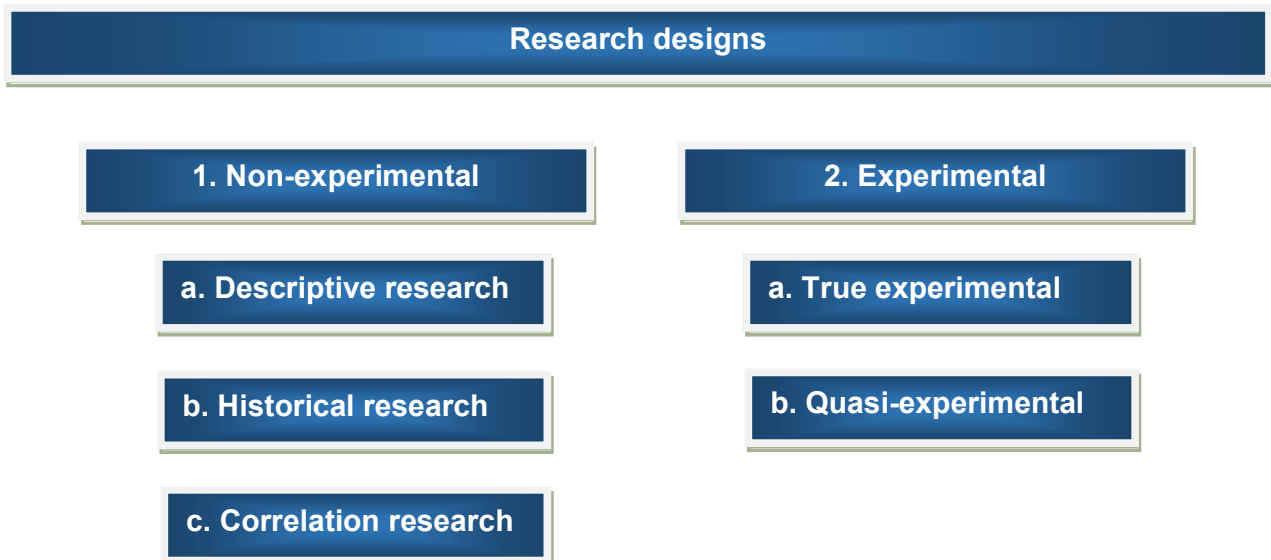 Research designs
1. Non-experimental
a. Descriptive research
b. Historical research
c. Correlation research
2. Experimental
a. True experimental
b. Quasi-experimental